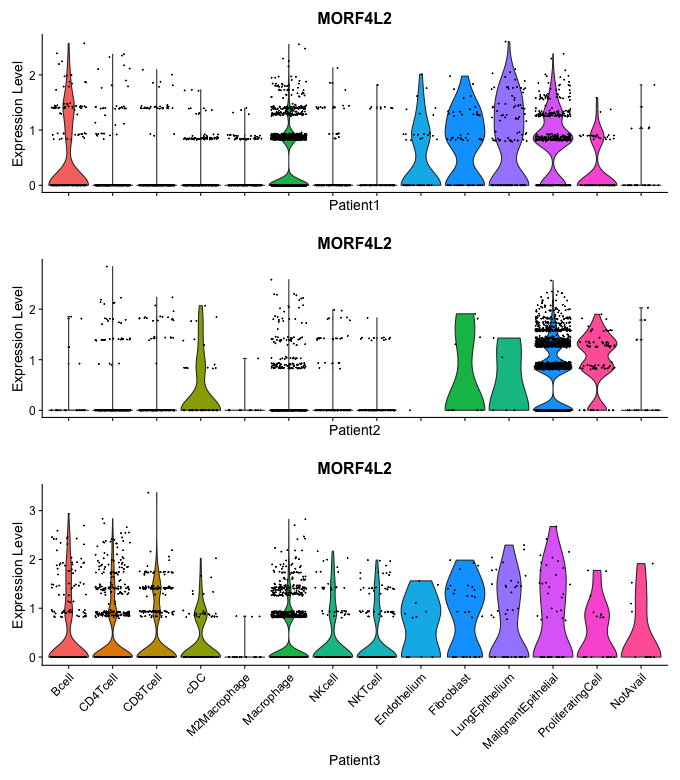 MORF4L2
Expression Level
2
1
0
Patient1
MORF4L2
Expression Level
2
1
0
Patient2
MORF4L2
Expression Level
3
2
1
0
Bcell
CD4Tcell
CD8Tcell
cDC
M2Macrophage
Macrophage
NKcell
NKTcell
Endothelium
Fibroblast
LungEpithelium
MalignantEpithelial
ProliferatingCell
NotAvail
Patient3